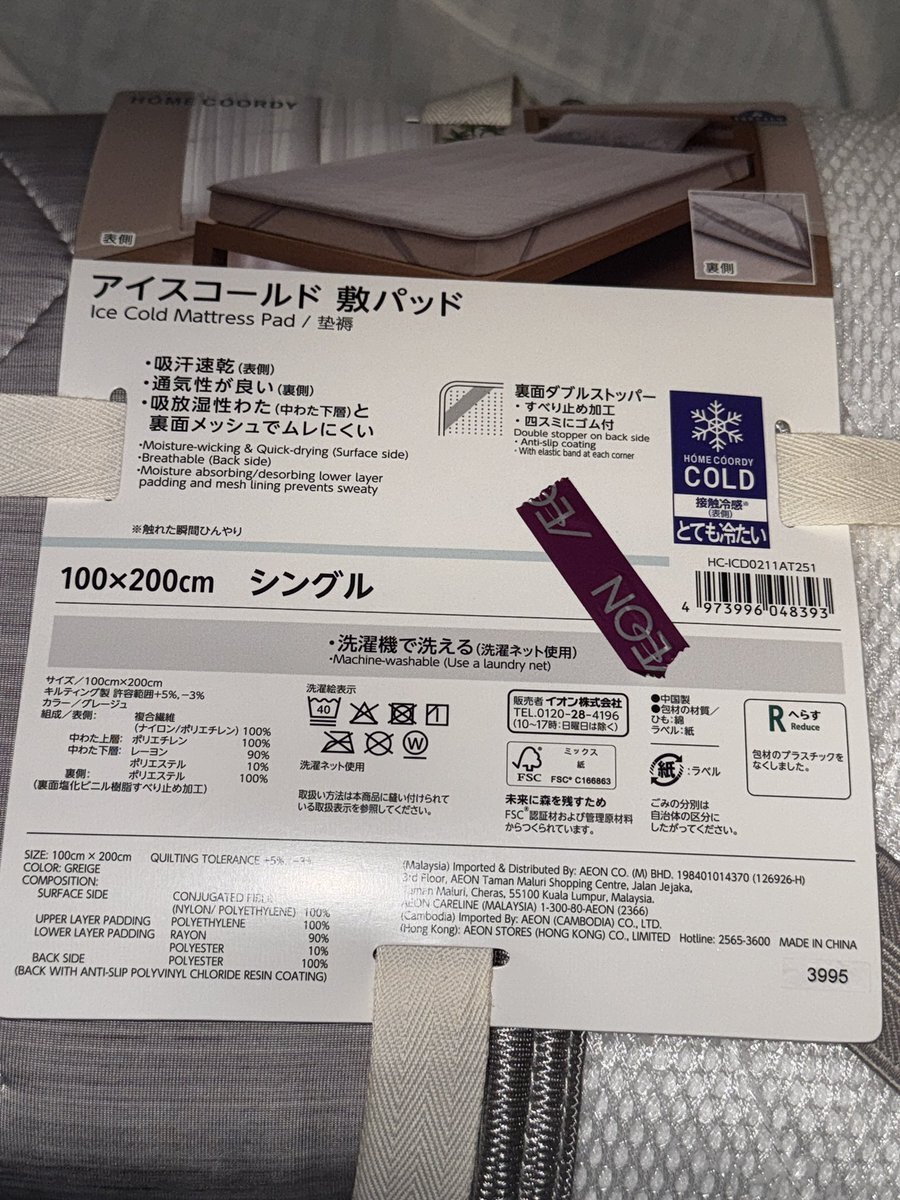 HOME COORDY
表側
裏側
アイスコールド 敷パッド
Ice Cold Mattress Pad / 垫褥
・吸汗速乾(表側)
・通気性が良い(裏側)
・吸放湿性わた(中わた下層)と
裏面メッシュでムレにくい
・Moisture-wicking & Quick-drying (Surface side)
・Breathable (Back side)
・Moisture absorbing/desorbing lower layer
padding and mesh lining prevents sweaty
※触れた瞬間ひんやり
裏面ダブルストッパー
・すべり止め加工
・四スミにゴム付
Double stopper on back side
・Anti-slip coating
・With elastic band at each corner
HOME COORDY
COLD
接触冷感※
(表側)
とても冷たい
AEON
HC-ICD0211AT251
4 973996 048393
100×200cm シングル
・洗濯機で洗える(洗濯ネット使用)
・Machine-washable (Use a laundry net)
サイズ/100cm×200cm
キルティング製 許容範囲+5%,−3%
カラー/グレージュ
組成/表側: 複合繊維
(ナイロン/ポリエチレン) 100%
中わた上層: ポリエチレン 100%
中わた下層: レーヨン 90%
ポリエステル 10%
裏側: ポリエステル 100%
(裏面塩化ビニル樹脂すべり止め加工)
洗濯絵表示
40
W
洗濯ネット使用
取扱い方法は本商品に縫い付けられて
いる取扱表示を参照してください。
販売者 イオン株式会社
TEL.0120-28-4196
(10〜17時:日曜日は除く)
FSC
ミックス
紙
FSC® C166863
未来に森を残すため
FSC®認証材および管理原材料
からつくられています。
●中国製
●包材の材質/
ひも:綿
ラベル:紙
紙:ラベル
ごみの分別は
自治体の区分に
したがってください。
R へらす
Reduce
包材のプラスチックを
なくしました。
SIZE: 100cm × 200cm QUILTING TOLERANCE +5%, −3%
COLOR: GREIGE
COMPOSITION:
SURFACE SIDE CONJUGATED FIBER
(NYLON/ POLYETHYLENE) 100%
UPPER LAYER PADDING POLYETHYLENE 100%
LOWER LAYER PADDING RAYON 90%
POLYESTER 10%
BACK SIDE POLYESTER 100%
(BACK WITH ANTI-SLIP POLYVINYL CHLORIDE RESIN COATING)
(Malaysia) Imported & Distributed By: AEON CO. (M) BHD. 198401014370 (126926-H)
3rd Floor, AEON Taman Maluri Shopping Centre, Jalan Jejaka,
Taman Maluri, Cheras, 55100 Kuala Lumpur, Malaysia.
AEON CARELINE (MALAYSIA) 1-300-80-AEON (2366)
(Cambodia) Imported By: AEON (CAMBODIA) CO., LTD.
(Hong Kong): AEON STORES (HONG KONG) CO., LIMITED Hotline: 2565-3600 MADE IN CHINA
3995